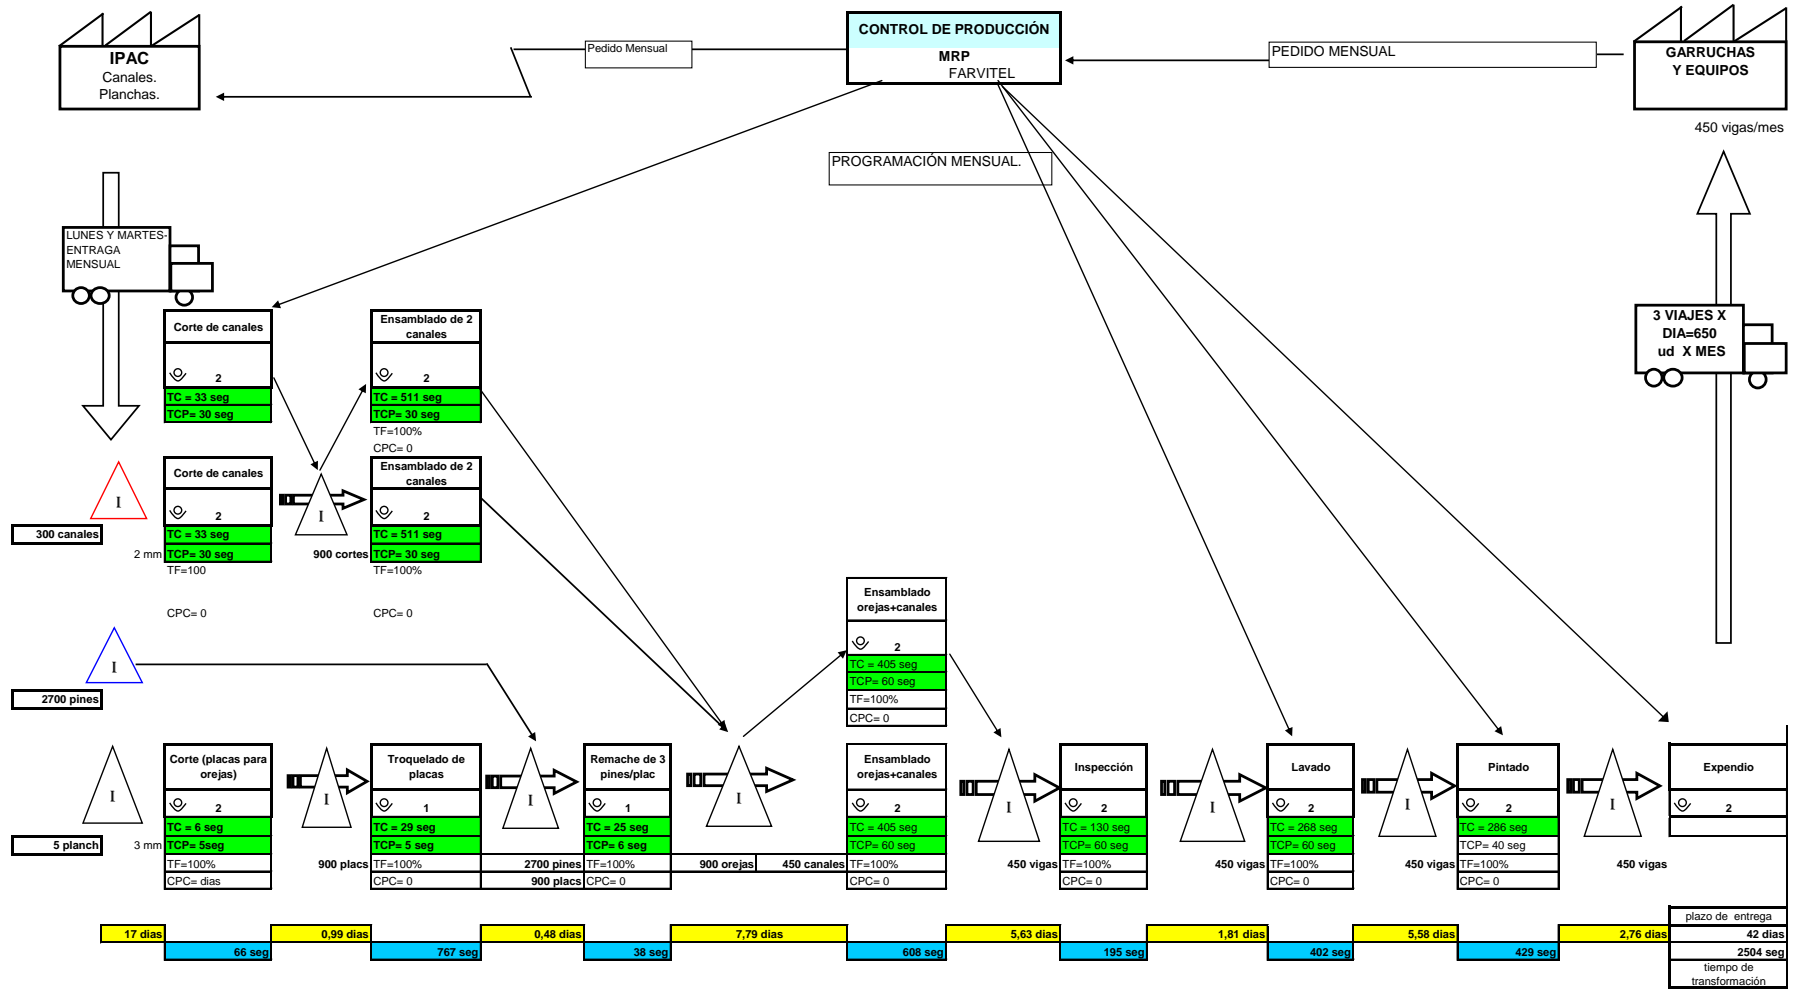 IPAC
Canales.
Planchas.
Pedido Mensual
CONTROL DE PRODUCCIÓN
MRP
FARVITEL
PEDIDO MENSUAL
GARRUCHAS
Y EQUIPOS
450 vigas/mes
PROGRAMACIÓN MENSUAL.
LUNES Y MARTES-
ENTRAGA
MENSUAL
3 VIAJES X
DIA=650
ud X MES
Corte de canales
2
TC = 33 seg
TCP= 30 seg
Ensamblado de 2
canales
2
TC = 511 seg
TCP= 30 seg
TF=100%
CPC= 0
I
300 canales
2 mm
Corte de canales
2
TC = 33 seg
TCP= 30 seg
TF=100
CPC= 0
I
900 cortes
Ensamblado de 2
canales
2
TC = 511 seg
TCP= 30 seg
TF=100%
CPC= 0
I
2700 pines
Ensamblado
orejas+canales
2
TC = 405 seg
TCP= 60 seg
TF=100%
CPC= 0
I
5 planch
3 mm
Corte (placas para
orejas)
2
TC = 6 seg
TCP= 5seg
TF=100%
CPC= dias
I
900 placs
Troquelado de
placas
1
TC = 29 seg
TCP= 5 seg
TF=100%
CPC= 0
I
2700 pines
900 placs
Remache de 3
pines/plac
1
TC = 25 seg
TCP= 6 seg
TF=100%
CPC= 0
I
900 orejas
450 canales
Ensamblado
orejas+canales
2
TC = 405 seg
TCP= 60 seg
TF=100%
CPC= 0
I
450 vigas
Inspección
2
TC = 130 seg
TCP= 60 seg
TF=100%
CPC= 0
I
450 vigas
Lavado
2
TC = 268 seg
TCP= 60 seg
TF=100%
CPC= 0
I
450 vigas
Pintado
2
TC = 286 seg
TCP= 40 seg
TF=100%
CPC= 0
I
450 vigas
Expendio
2
plazo de entrega
17 dias
0,99 dias
0,48 dias
7,79 dias
5,63 dias
1,81 dias
5,58 dias
2,76 dias
42 dias
66 seg
767 seg
38 seg
608 seg
195 seg
402 seg
429 seg
2504 seg
tiempo de
transformación